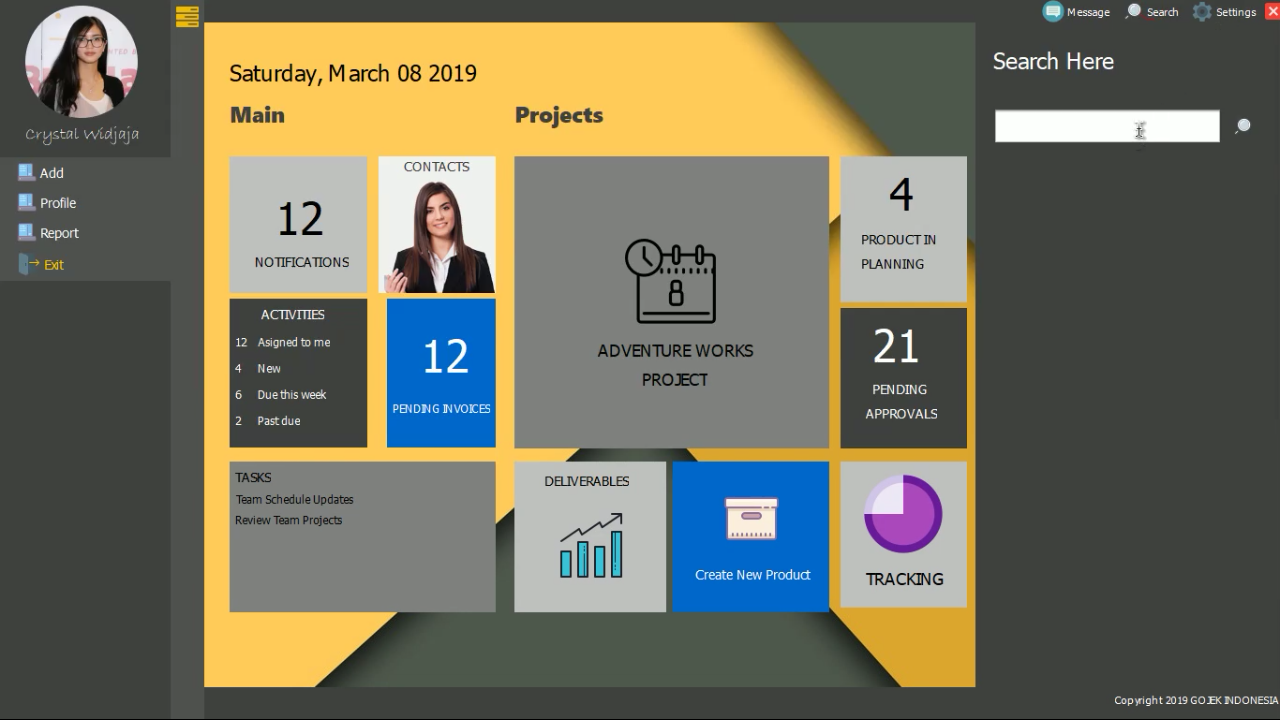 Message
Search
Settings
Crystal Widjaja
Add
Profile
Report
Exit
Saturday, March 08 2019
Main
Projects
12
NOTIFICATIONS
CONTACTS
ACTIVITIES
12 Asigned to me
4 New
6 Due this week
2 Past due
12
PENDING INVOICES
TASKS
Team Schedule Updates
Review Team Projects
8
ADVENTURE WORKS
PROJECT
4
PRODUCT IN
PLANNING
21
PENDING
APPROVALS
DELIVERABLES
Create New Product
TRACKING
Search Here
Copyright 2019 GOJEK INDONESIA